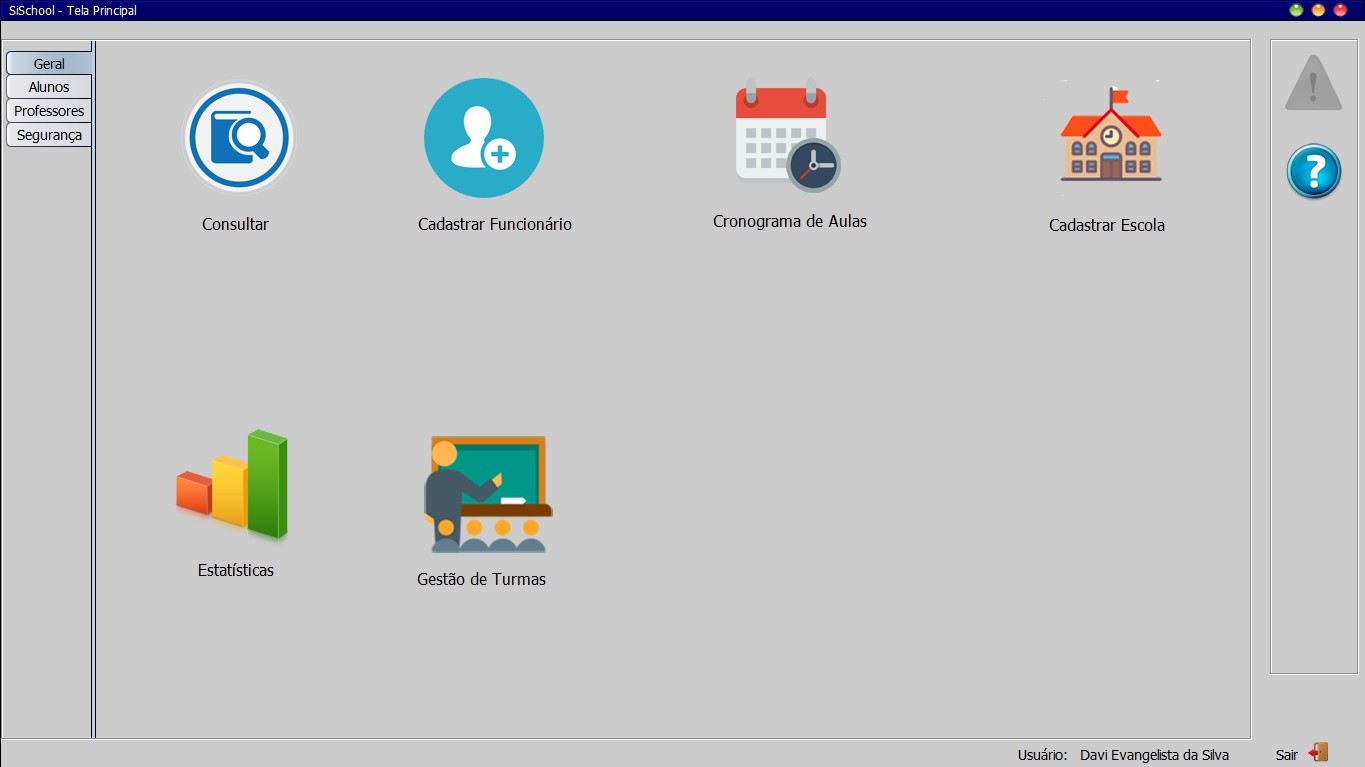 SiSchool - Tela Principal
Geral
Alunos
Professores
Segurança
Consultar
Cadastrar Funcionário
Cronograma de Aulas
Cadastrar Escola
Estatísticas
Gestão de Turmas
Usuário: Davi Evangelista da Silva
Sair